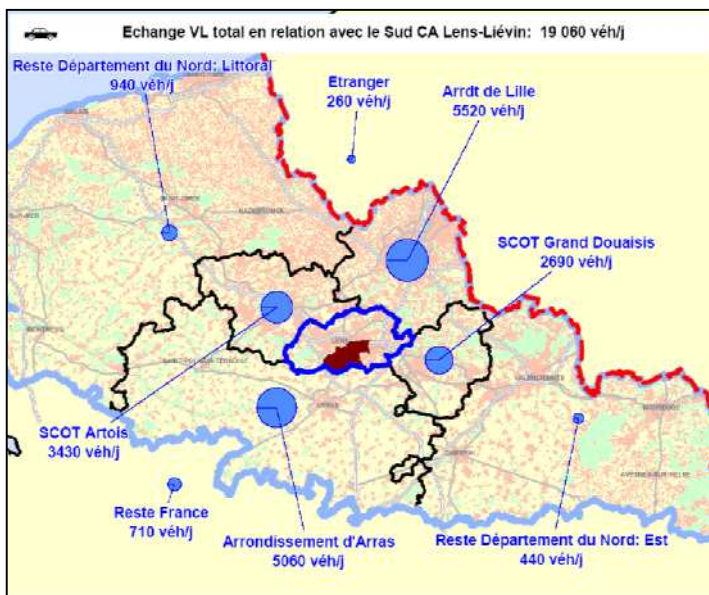 Echange VL total en relation avec le Sud CA Lens-Liévin: 19 060 véh/j
Reste Département du Nord: Littoral
940 véh/j
Etranger
260 véh/j
Arrdt de Lille
5520 véh/j
SCOT Grand Douaisis
2690 véh/j
SCOT Artois
3430 véh/j
Reste France
710 véh/j
Arrondissement d'Arras
5060 véh/j
Reste Département du Nord: Est
440 véh/j